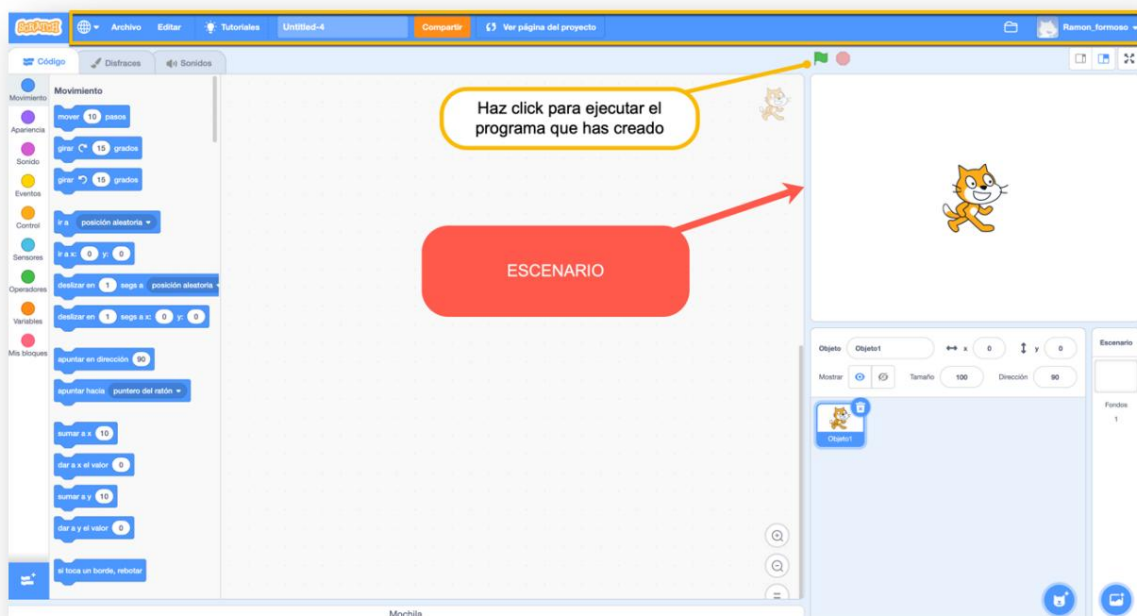 SCRATCH
Archivo Editar Tutoriales Untitled-4 Compartir Ver página del proyecto Ramon_formoso
Código Disfraces Sonidos
Movimiento
Apariencia
Sonido
Eventos
Control
Sensores
Operadores
Variables
Mis bloques
Movimiento
mover 10 pasos
girar 15 grados
girar 15 grados
ir a posición aleatoria
ir a x: 0 y: 0
deslizar en 1 segs a posición aleatoria
deslizar en 1 segs a x: 0 y: 0
apuntar en dirección 90
apuntar hacia puntero del ratón
sumar a x 10
dar a x el valor 0
sumar a y 10
dar a y el valor 0
si toca un borde, rebotar
Haz click para ejecutar el
programa que has creado
ESCENARIO
Objeto Objeto1 x 0 y 0
Mostrar Tamaño 100 Dirección 90
Objeto1
Escenario
Fondos
1
Mochila